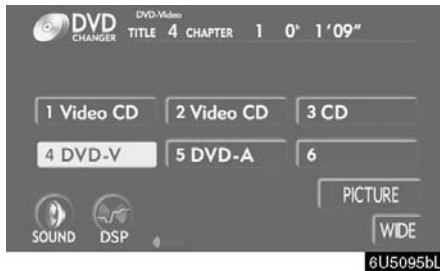 DVD-Video
DVD CHANGER TITLE 4 CHAPTER 1 0h 1'09"
1 Video CD 2 Video CD 3 CD
4 DVD-V 5 DVD-A 6
PICTURE
SOUND DSP WIDE
6U5095bL